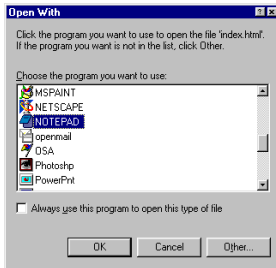 Open With
Click the program you want to use to open the file 'index.html'.
If the program you want is not in the list, click Other.
Choose the program you want to use:
MSPAINT
NETSCAPE
NOTEPAD
openmail
OSA
Photoshp
PowerPnt
Always use this program to open this type of file
OK
Cancel
Other...